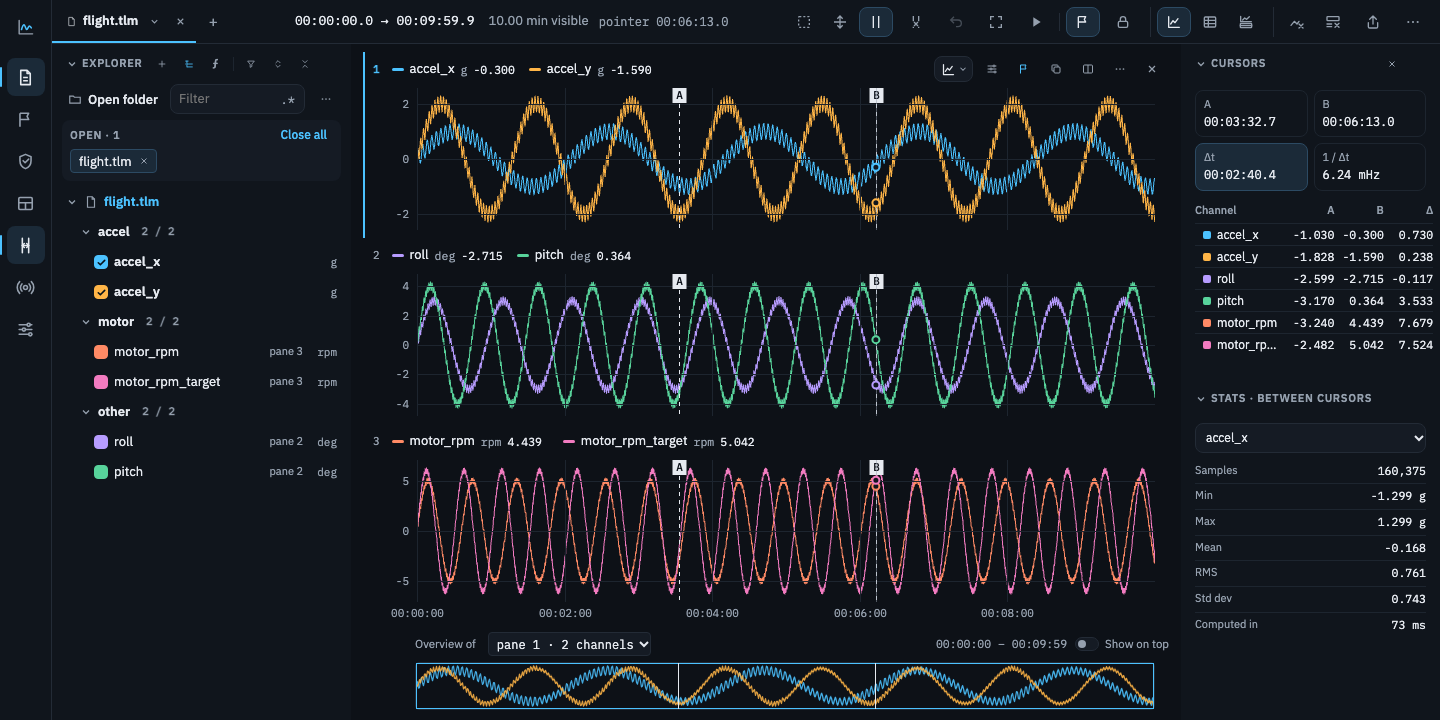 flight.tlm
00:00:00.0 → 00:09:59.9 10.00 min visible pointer 00:06:13.0
EXPLORER
Open folder Filter .*
OPEN · 1 Close all
flight.tlm ×
flight.tlm
accel 2 / 2
accel_x g
accel_y g
motor 2 / 2
motor_rpm pane 3 rpm
motor_rpm_target pane 3 rpm
other 2 / 2
roll pane 2 deg
pitch pane 2 deg
1 accel_x g -0.300 accel_y g -1.590
A B
2
0
-2
2 roll deg -2.715 pitch deg 0.364
A B
4
2
0
-2
-4
3 motor_rpm rpm 4.439 motor_rpm_target rpm 5.042
A B
5
0
-5
00:00:00 00:02:00 00:04:00 00:06:00 00:08:00
Overview of pane 1 · 2 channels 00:00:00 – 00:09:59 Show on top
CURSORS
A B
00:03:32.7 00:06:13.0
Δt 1 / Δt
00:02:40.4 6.24 mHz
Channel A B Δ
accel_x -1.030 -0.300 0.730
accel_y -1.828 -1.590 0.238
roll -2.599 -2.715 -0.117
pitch -3.170 0.364 3.533
motor_rpm -3.240 4.439 7.679
motor_rp... -2.482 5.042 7.524
STATS · BETWEEN CURSORS
accel_x
Samples 160,375
Min -1.299 g
Max 1.299 g
Mean -0.168
RMS 0.761
Std dev 0.743
Computed in 73 ms